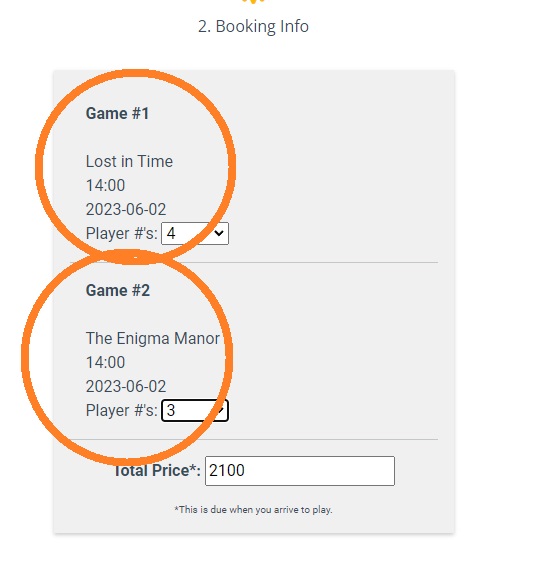 2. Booking Info
Game #1
Lost in Time
14:00
2023-06-02
Player #'s: 4
Game #2
The Enigma Manor
14:00
2023-06-02
Player #'s: 3
Total Price*: 2100
*This is due when you arrive to play.